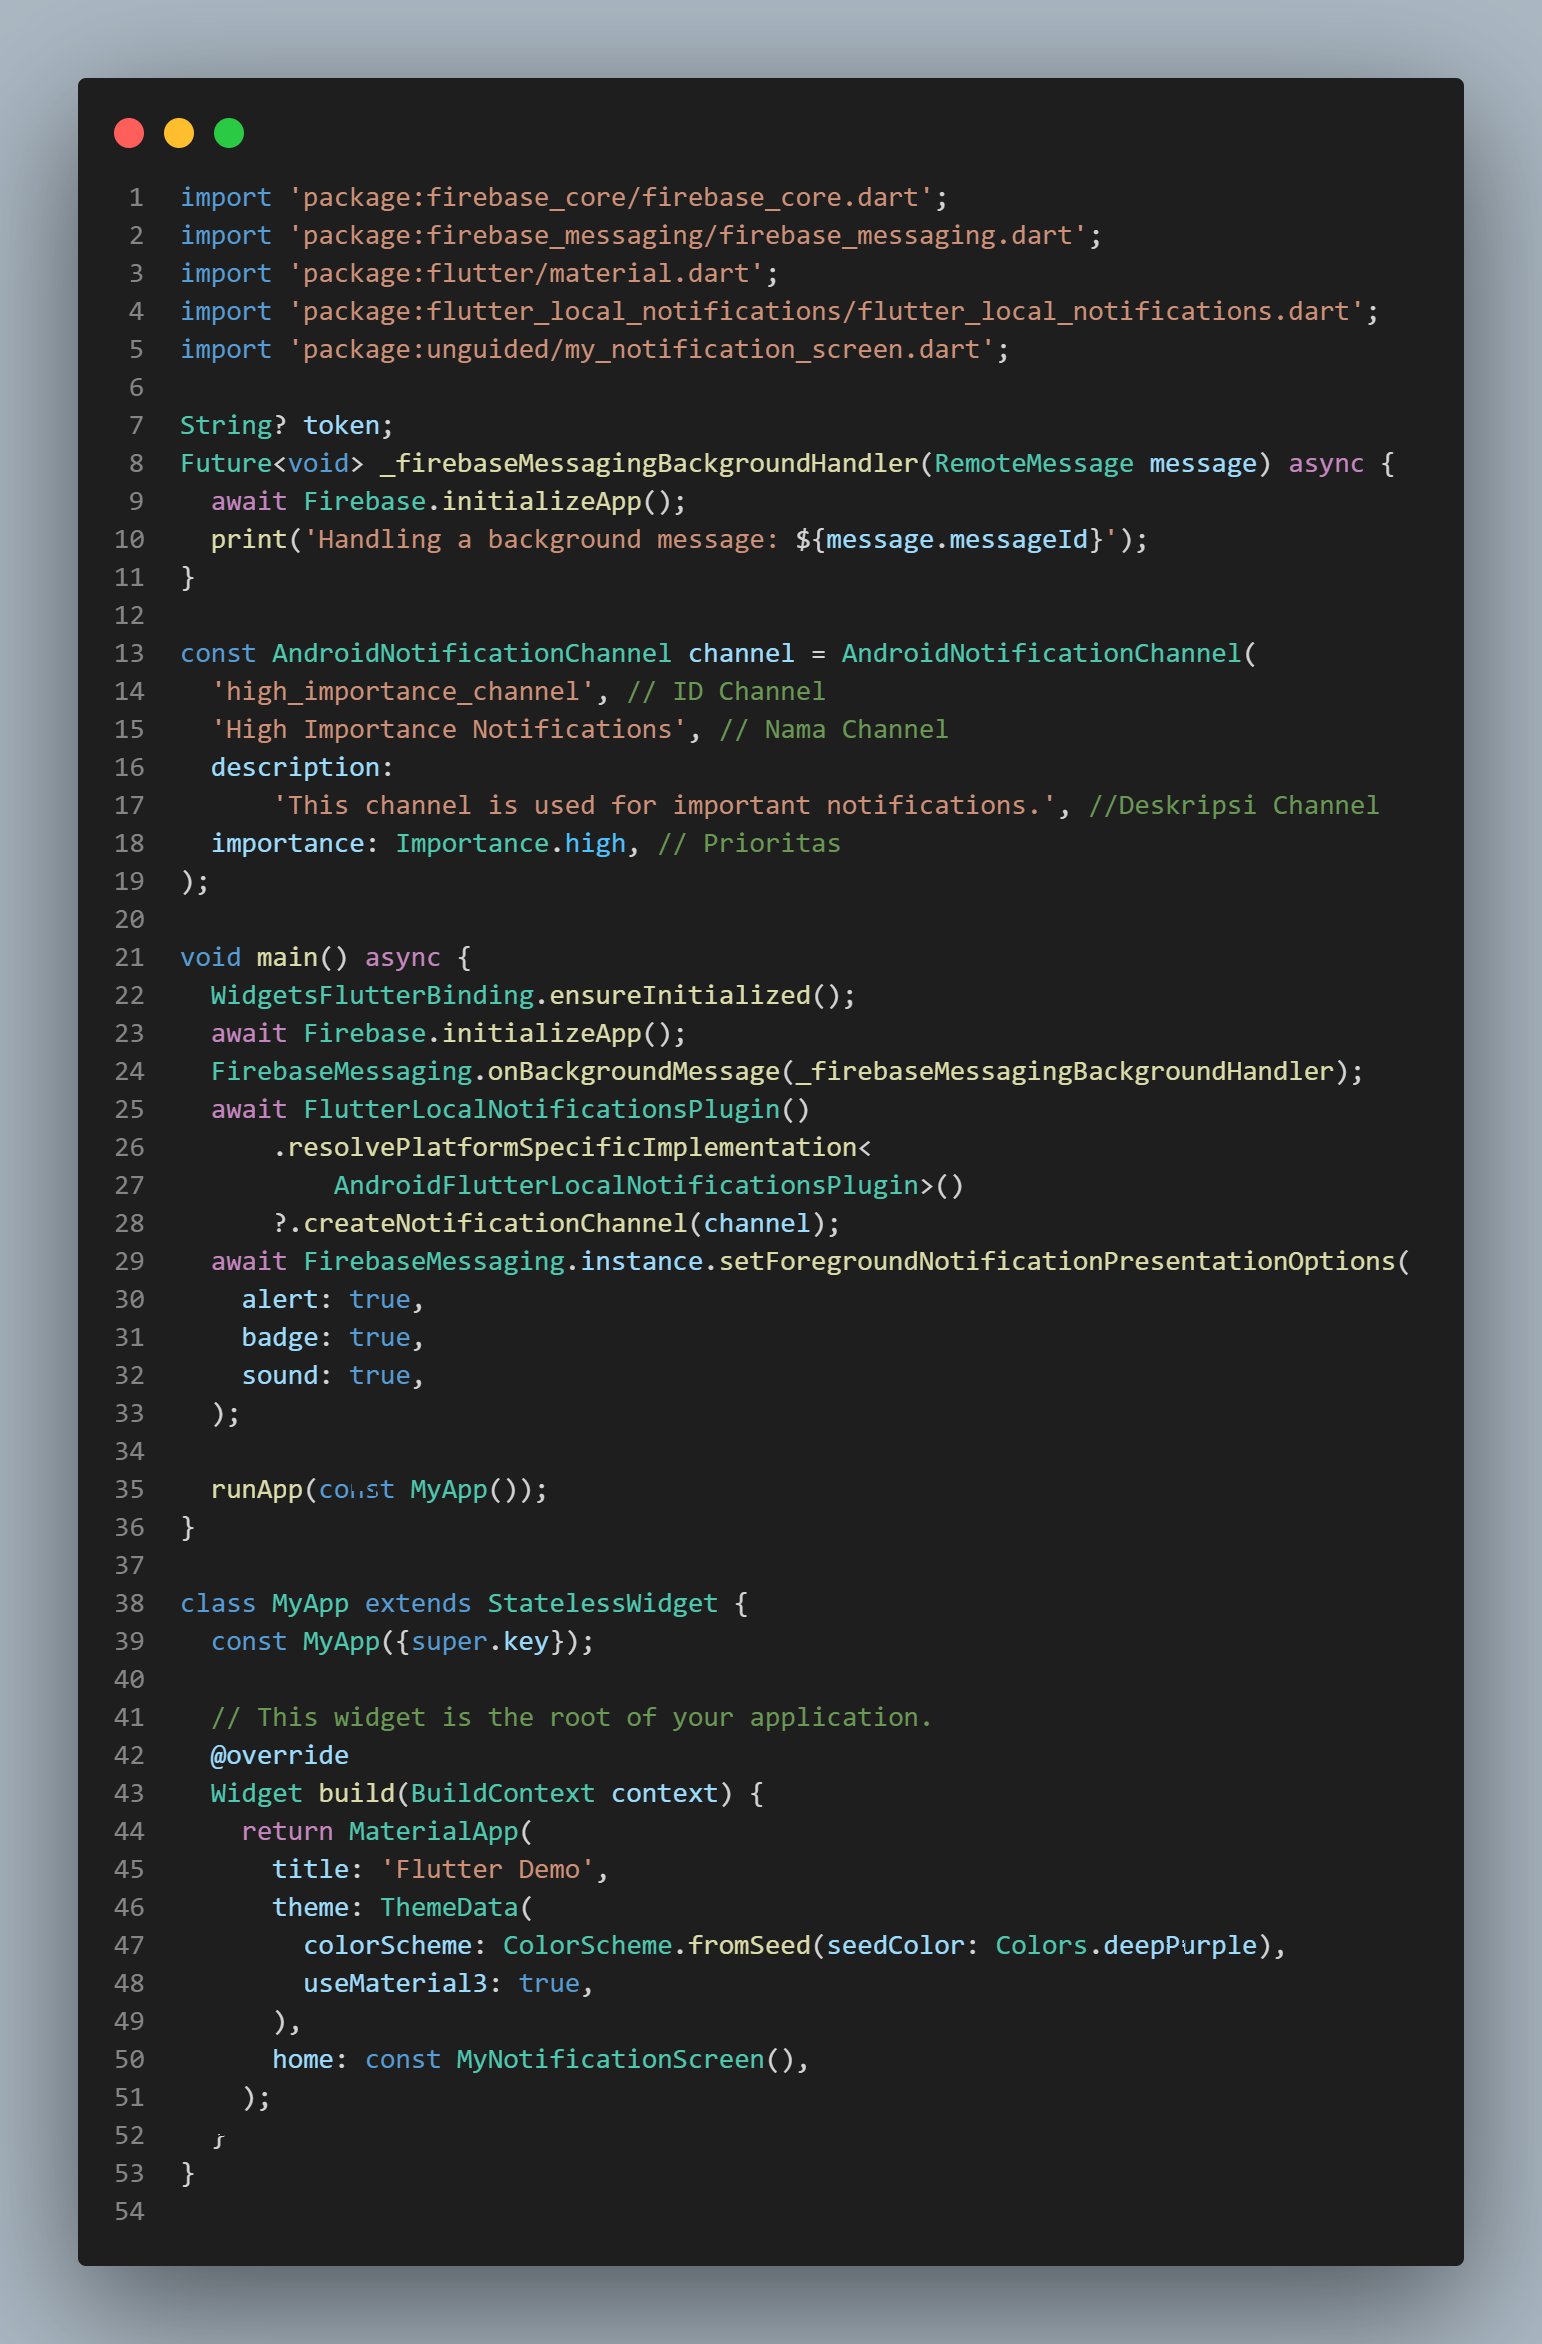 1 import 'package:firebase_core/firebase_core.dart';
2 import 'package:firebase_messaging/firebase_messaging.dart';
3 import 'package:flutter/material.dart';
4 import 'package:flutter_local_notifications/flutter_local_notifications.dart';
5 import 'package:unguided/my_notification_screen.dart';
6
7 String? token;
8 Future<void> _firebaseMessagingBackgroundHandler(RemoteMessage message) async {
9   await Firebase.initializeApp();
10   print('Handling a background message: ${message.messageId}');
11 }
12
13 const AndroidNotificationChannel channel = AndroidNotificationChannel(
14   'high_importance_channel', // ID Channel
15   'High Importance Notifications', // Nama Channel
16   description:
17       'This channel is used for important notifications.', //Deskripsi Channel
18   importance: Importance.high, // Prioritas
19 );
20
21 void main() async {
22   WidgetsFlutterBinding.ensureInitialized();
23   await Firebase.initializeApp();
24   FirebaseMessaging.onBackgroundMessage(_firebaseMessagingBackgroundHandler);
25   await FlutterLocalNotificationsPlugin()
26       .resolvePlatformSpecificImplementation<
27           AndroidFlutterLocalNotificationsPlugin>()
28       ?.createNotificationChannel(channel);
29   await FirebaseMessaging.instance.setForegroundNotificationPresentationOptions(
30     alert: true,
31     badge: true,
32     sound: true,
33   );
34
35   runApp(const MyApp());
36 }
37
38 class MyApp extends StatelessWidget {
39   const MyApp({super.key});
40
41   // This widget is the root of your application.
42   @override
43   Widget build(BuildContext context) {
44     return MaterialApp(
45       title: 'Flutter Demo',
46       theme: ThemeData(
47         colorScheme: ColorScheme.fromSeed(seedColor: Colors.deepPurple),
48         useMaterial3: true,
49       ),
50       home: const MyNotificationScreen(),
51     );
52   }
53 }
54